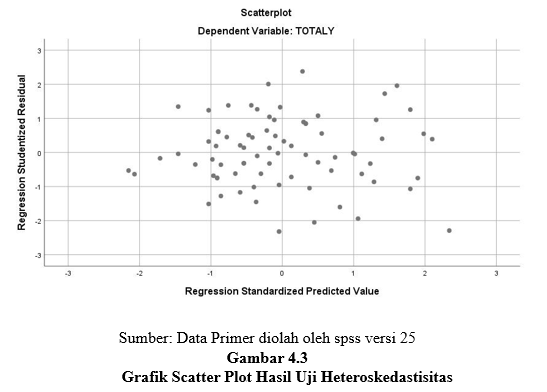 Scatterplot
Dependent Variable: TOTALY
Regression Studentized Residual
3
2
1
0
-1
-2
-3
-3
-2
-1
0
1
2
3
Regression Standardized Predicted Value
Sumber: Data Primer diolah oleh spss versi 25
Gambar 4.3
Grafik Scatter Plot Hasil Uji Heteroskedastisitas